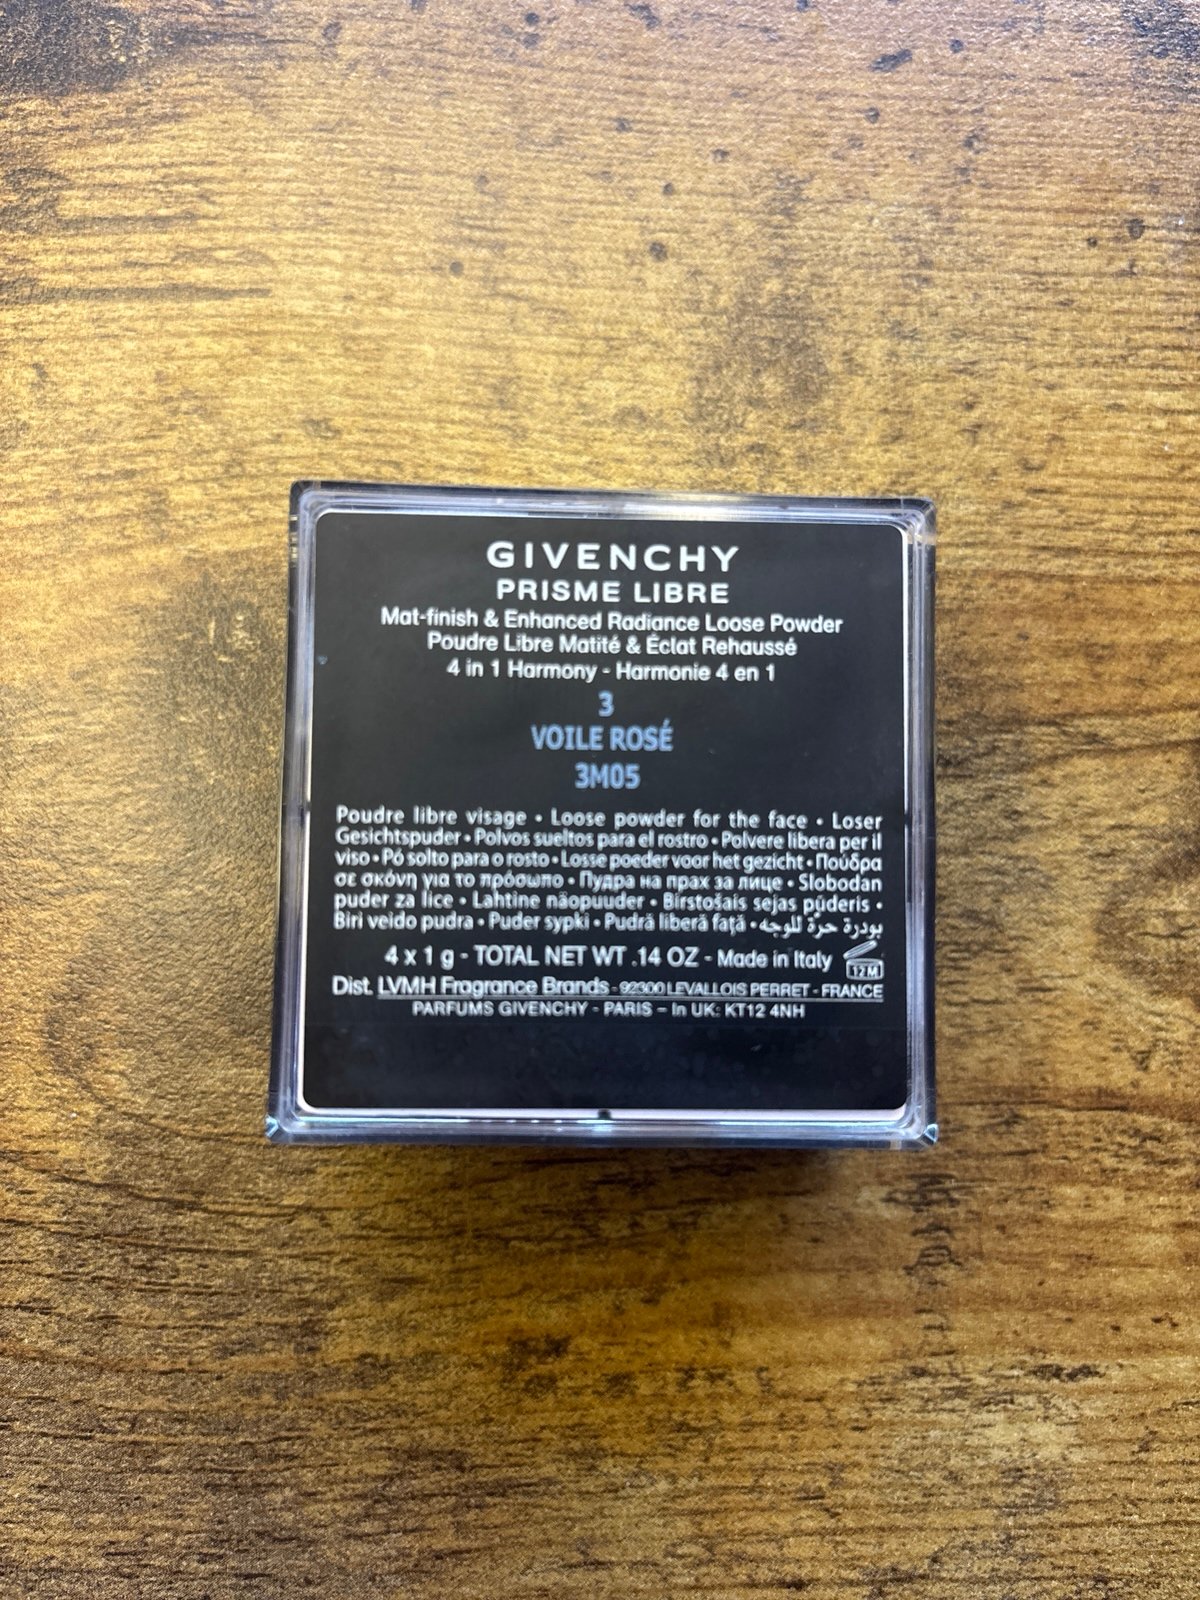 GIVENCHY
PRISME LIBRE
Mat-finish & Enhanced Radiance Loose Powder
Poudre Libre Matité & Éclat Rehaussé
4 in 1 Harmony - Harmonie 4 en 1
3
VOILE ROSÉ
3M05
Poudre libre visage • Loose powder for the face • Loser
Gesichtspuder • Polvos sueltos para el rostro • Polvere libera per il
viso • Pó solto para o rosto • Losse poeder voor het gezicht • Πούδρα
σε σκόνη για το πρόσωπο • Пудра на прах за лице • Slobodan
puder za lice • Lahtine näopuuder • Birstošais sejas pūderis •
Biri veido pudra • Puder sypki • Pudră liberă faţă • بودرة حرّة للوجه
4 x 1 g - TOTAL NET WT .14 OZ - Made in Italy 12M
Dist. LVMH Fragrance Brands - 92300 LEVALLOIS PERRET - FRANCE
PARFUMS GIVENCHY - PARIS – In UK: KT12 4NH